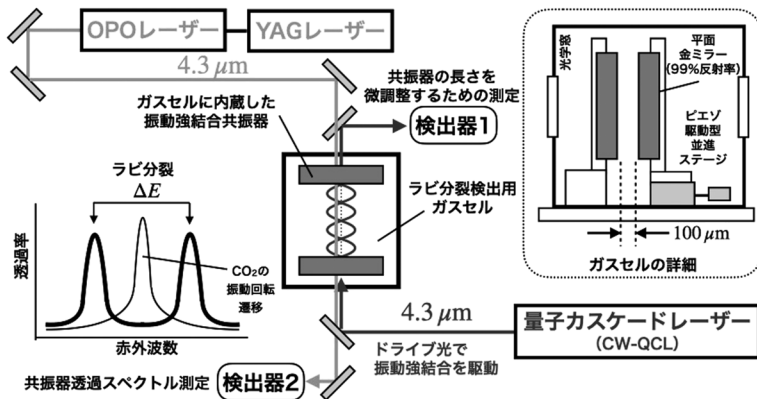 OPOレーザー
YAGレーザー
4.3 μm
共振器の長さを
微調整するための測定
ガスセルに内蔵した
振動強結合共振器
検出器1
ラビ分裂
ΔE
透過率
CO₂の
振動回転
遷移
赤外波数
ラビ分裂検出用
ガスセル
4.3 μm
量子カスケードレーザー
(CW-QCL)
ドライブ光で
振動強結合を駆動
共振器透過スペクトル測定
検出器2
光学窓
平面
金ミラー
(99%反射率)
ピエゾ
駆動型
並進
ステージ
100 μm
ガスセルの詳細